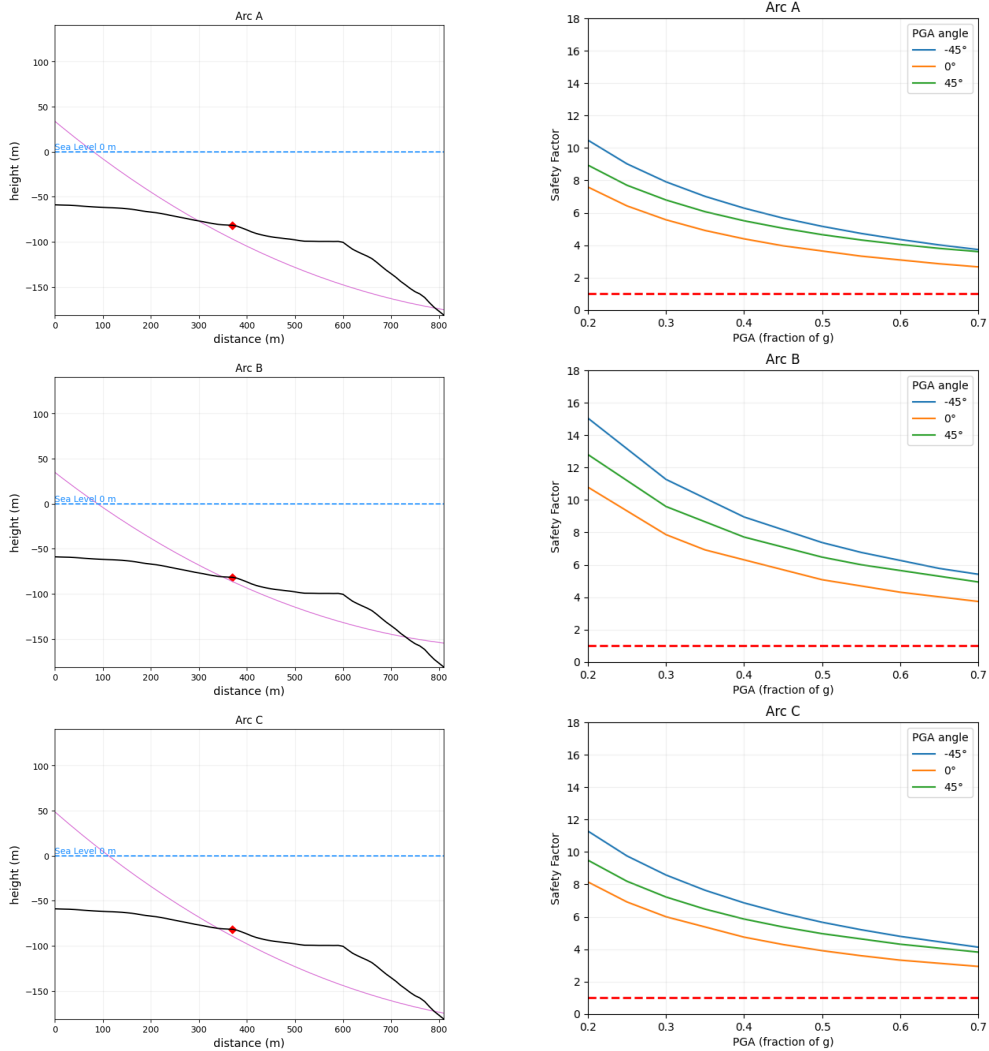 Arc A
height (m)
100
50
0
−50
−100
−150
Sea Level 0 m
0 100 200 300 400 500 600 700 800
distance (m)
Arc A
Safety Factor
18
16
14
12
10
8
6
4
2
0
PGA angle
-45°
0°
45°
0.2 0.3 0.4 0.5 0.6 0.7
PGA (fraction of g)
Arc B
height (m)
100
50
0
−50
−100
−150
Sea Level 0 m
0 100 200 300 400 500 600 700 800
distance (m)
Arc B
Safety Factor
18
16
14
12
10
8
6
4
2
0
PGA angle
-45°
0°
45°
0.2 0.3 0.4 0.5 0.6 0.7
PGA (fraction of g)
Arc C
height (m)
100
50
0
−50
−100
−150
Sea Level 0 m
0 100 200 300 400 500 600 700 800
distance (m)
Arc C
Safety Factor
18
16
14
12
10
8
6
4
2
0
PGA angle
-45°
0°
45°
0.2 0.3 0.4 0.5 0.6 0.7
PGA (fraction of g)